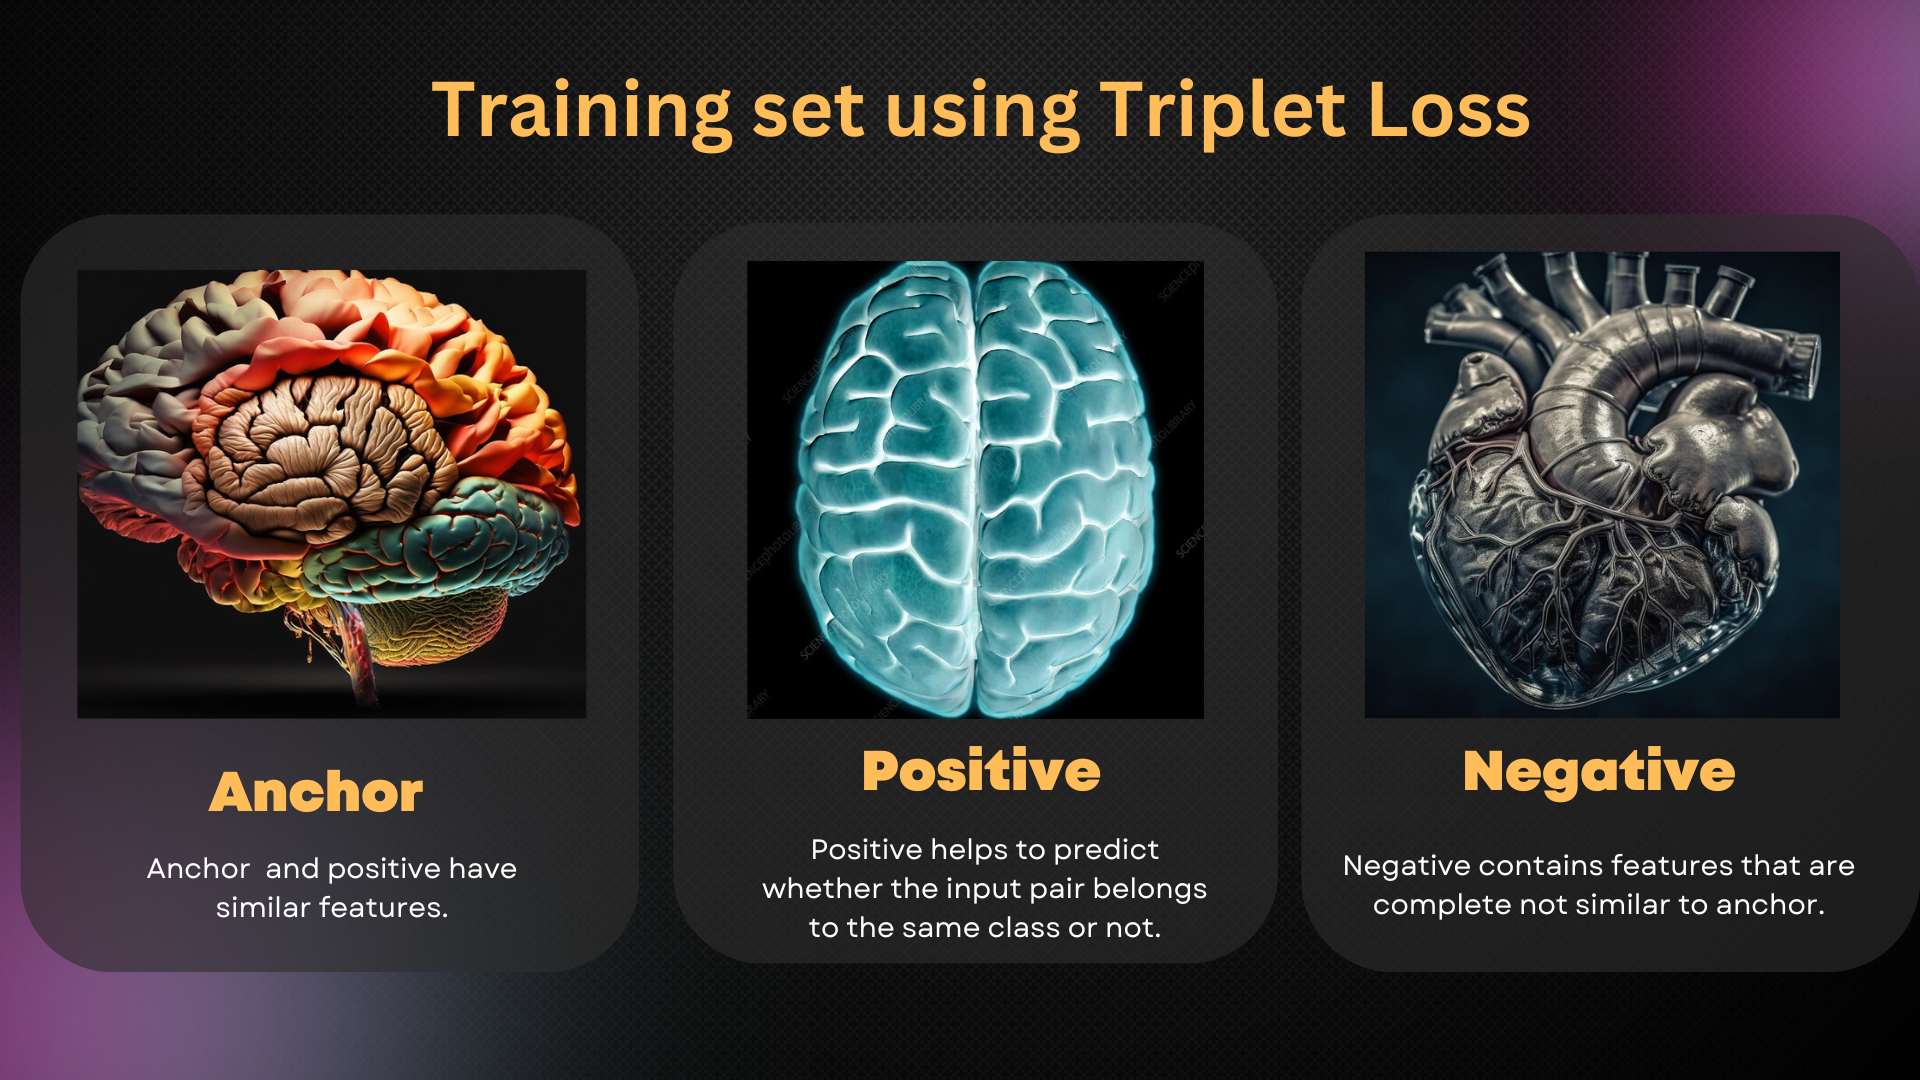 Training set using Triplet Loss
Anchor
Anchor  and positive have
similar features.
Positive
Positive helps to predict
whether the input pair belongs
to the same class or not.
Negative
Negative contains features that are
complete not similar to anchor.